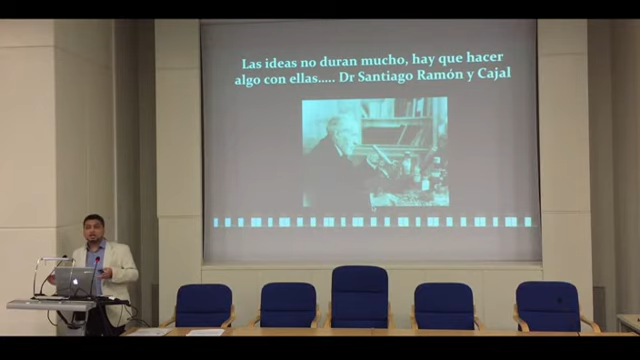 Las ideas no duran mucho, hay que hacer
algo con ellas..... Dr Santiago Ramón y Cajal